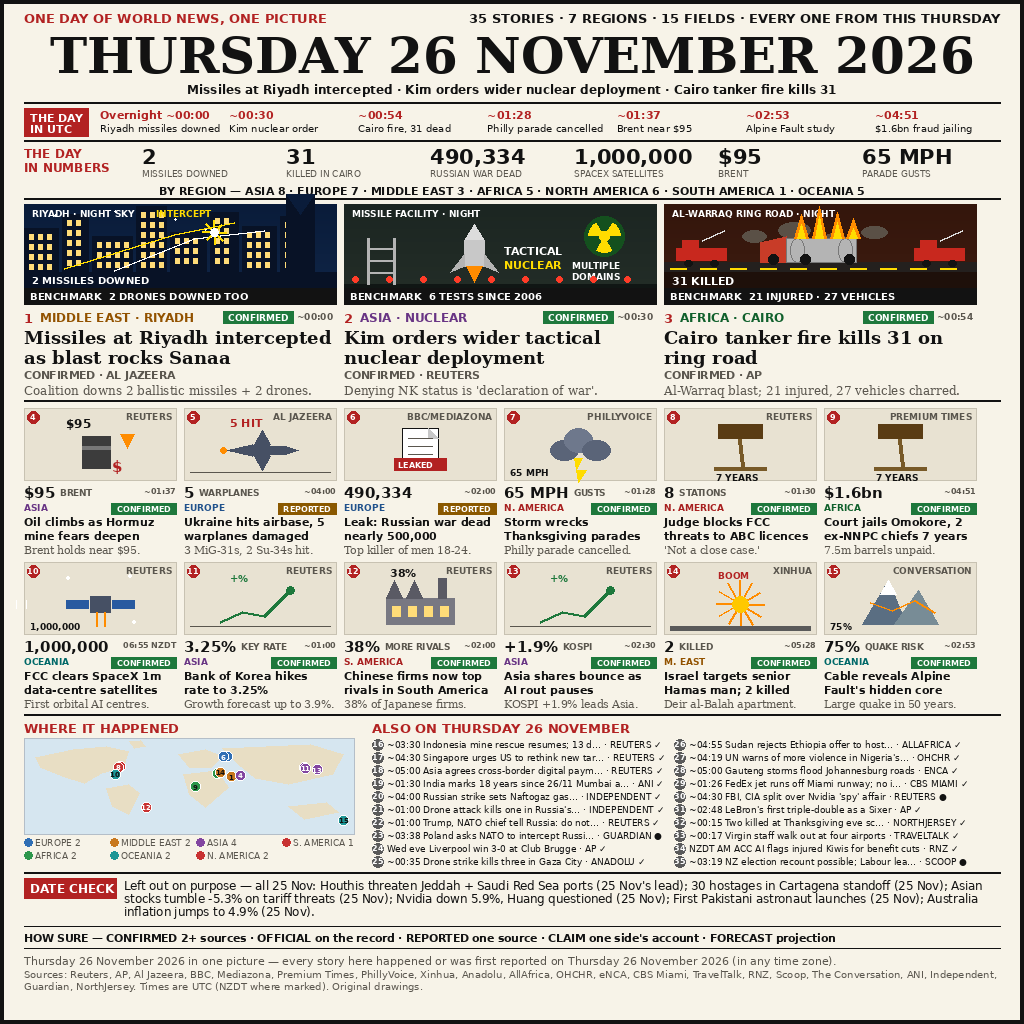 ONE DAY OF WORLD NEWS, ONE PICTURE
35 STORIES · 7 REGIONS · 15 FIELDS · EVERY ONE FROM THIS THURSDAY
THURSDAY 26 NOVEMBER 2026
Missiles at Riyadh intercepted · Kim orders wider nuclear deployment · Cairo tanker fire kills 31
THE DAY IN UTC
Overnight ~00:00
Riyadh missiles downed
~00:30
Kim nuclear order
~00:54
Cairo fire, 31 dead
~01:28
Philly parade cancelled
~01:37
Brent near $95
~02:53
Alpine Fault study
~04:51
$1.6bn fraud jailing
THE DAY IN NUMBERS
2
MISSILES DOWNED
31
KILLED IN CAIRO
490,334
RUSSIAN WAR DEAD
1,000,000
SPACEX SATELLITES
$95
BRENT
65 MPH
PARADE GUSTS
BY REGION — ASIA 8 · EUROPE 7 · MIDDLE EAST 3 · AFRICA 5 · NORTH AMERICA 6 · SOUTH AMERICA 1 · OCEANIA 5
RIYADH · NIGHT SKY
INTERCEPT
2 MISSILES DOWNED
BENCHMARK 2 DRONES DOWNED TOO
1 MIDDLE EAST · RIYADH
CONFIRMED ~00:00
Missiles at Riyadh intercepted
as blast rocks Sanaa
CONFIRMED · AL JAZEERA
Coalition downs 2 ballistic missiles + 2 drones.
MISSILE FACILITY · NIGHT
TACTICAL
NUCLEAR
MULTIPLE
DOMAINS
BENCHMARK 6 TESTS SINCE 2006
2 ASIA · NUCLEAR
CONFIRMED ~00:30
Kim orders wider tactical
nuclear deployment
CONFIRMED · REUTERS
Denying NK status is 'declaration of war'.
AL-WARRAQ RING ROAD · NIGHT
31 KILLED
BENCHMARK 21 INJURED · 27 VEHICLES
3 AFRICA · CAIRO
CONFIRMED ~00:54
Cairo tanker fire kills 31 on
ring road
CONFIRMED · AP
Al-Warraq blast; 21 injured, 27 vehicles charred.
4
REUTERS
$95
$
$95 BRENT ~01:37
ASIA CONFIRMED
Oil climbs as Hormuz
mine fears deepen
Brent holds near $95.
5
AL JAZEERA
5 HIT
5 WARPLANES ~04:00
EUROPE REPORTED
Ukraine hits airbase, 5
warplanes damaged
3 MiG-31s, 2 Su-34s hit.
6
BBC/MEDIAZONA
LEAKED
490,334 ~02:00
EUROPE REPORTED
Leak: Russian war dead
nearly 500,000
Top killer of men 18-24.
7
PHILLYVOICE
65 MPH
65 MPH GUSTS ~01:28
N. AMERICA CONFIRMED
Storm wrecks
Thanksgiving parades
Philly parade cancelled.
8
REUTERS
7 YEARS
8 STATIONS ~01:30
N. AMERICA CONFIRMED
Judge blocks FCC
threats to ABC licences
'Not a close case.'
9
PREMIUM TIMES
7 YEARS
$1.6bn ~04:51
AFRICA CONFIRMED
Court jails Omokore, 2
ex-NNPC chiefs 7 years
7.5m barrels unpaid.
10
REUTERS
1,000,000
1,000,000 06:55 NZDT
OCEANIA CONFIRMED
FCC clears SpaceX 1m
data-centre satellites
First orbital AI centres.
11
REUTERS
+%
3.25% KEY RATE ~01:00
ASIA CONFIRMED
Bank of Korea hikes
rate to 3.25%
Growth forecast up to 3.9%.
12
REUTERS
38%
38% MORE RIVALS ~02:00
S. AMERICA CONFIRMED
Chinese firms now top
rivals in South America
38% of Japanese firms.
13
REUTERS
+%
+1.9% KOSPI ~02:30
ASIA CONFIRMED
Asia shares bounce as
AI rout pauses
KOSPI +1.9% leads Asia.
14
XINHUA
BOOM
2 KILLED ~05:28
M. EAST CONFIRMED
Israel targets senior
Hamas man; 2 killed
Deir al-Balah apartment.
15
CONVERSATION
75%
75% QUAKE RISK ~02:53
OCEANIA CONFIRMED
Cable reveals Alpine
Fault's hidden core
Large quake in 50 years.
WHERE IT HAPPENED
EUROPE 2
MIDDLE EAST 2
ASIA 4
S. AMERICA 1
AFRICA 2
OCEANIA 2
N. AMERICA 2
ALSO ON THURSDAY 26 NOVEMBER
16 ~03:30 Indonesia mine rescue resumes; 13 d... · REUTERS ✓
17 ~04:30 Singapore urges US to rethink new tar... · REUTERS ✓
18 ~05:00 Asia agrees cross-border digital paym... · REUTERS ✓
19 ~01:30 India marks 18 years since 26/11 Mumbai a... · ANI ✓
20 ~04:00 Russian strike sets Naftogaz gas... · INDEPENDENT ✓
21 ~01:00 Drone attack kills one in Russia's... · INDEPENDENT ✓
22 ~01:00 Trump, NATO chief tell Russia: do not... · REUTERS ✓
23 ~03:38 Poland asks NATO to intercept Russi... · GUARDIAN ●
24 Wed eve Liverpool win 3-0 at Club Brugge · AP ✓
25 ~00:35 Drone strike kills three in Gaza City · ANADOLU ✓
26 ~04:55 Sudan rejects Ethiopia offer to host... · ALLAFRICA ✓
27 ~04:19 UN warns of more violence in Nigeria's... · OHCHR ✓
28 ~05:00 Gauteng storms flood Johannesburg roads · ENCA ✓
29 ~01:26 FedEx jet runs off Miami runway; no i... · CBS MIAMI ✓
30 ~04:30 FBI, CIA split over Nvidia 'spy' affair · REUTERS ●
31 ~02:48 LeBron's first triple-double as a Sixer · AP ✓
32 ~00:15 Two killed at Thanksgiving eve sc... · NORTHJERSEY ✓
33 ~00:17 Virgin staff walk out at four airports · TRAVELTALK ✓
34 NZDT AM ACC AI flags injured Kiwis for benefit cuts · RNZ ✓
35 ~03:19 NZ election recount possible; Labour lea... · SCOOP ●
DATE CHECK
Left out on purpose — all 25 Nov: Houthis threaten Jeddah + Saudi Red Sea ports (25 Nov's lead); 30 hostages in Cartagena standoff (25 Nov); Asian
stocks tumble -5.3% on tariff threats (25 Nov); Nvidia down 5.9%, Huang questioned (25 Nov); First Pakistani astronaut launches (25 Nov); Australia
inflation jumps to 4.9% (25 Nov).
HOW SURE — CONFIRMED 2+ sources · OFFICIAL on the record · REPORTED one source · CLAIM one side's account · FORECAST projection
Thursday 26 November 2026 in one picture — every story here happened or was first reported on Thursday 26 November 2026 (in any time zone).
Sources: Reuters, AP, Al Jazeera, BBC, Mediazona, Premium Times, PhillyVoice, Xinhua, Anadolu, AllAfrica, OHCHR, eNCA, CBS Miami, TravelTalk, RNZ, Scoop, The Conversation, ANI, Independent,
Guardian, NorthJersey. Times are UTC (NZDT where marked). Original drawings.